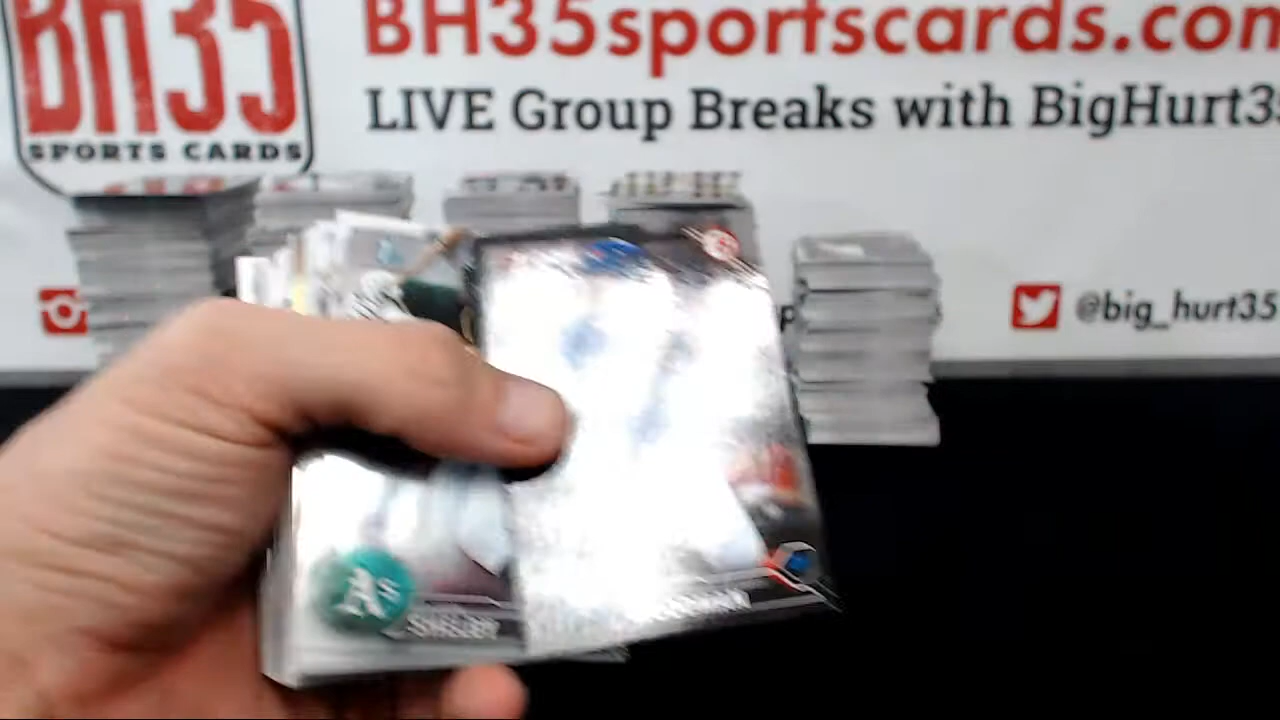 BH35
SPORTS CARDS
BH35sportscards.com
LIVE Group Breaks with BigHurt35
@big_hurt35
A's